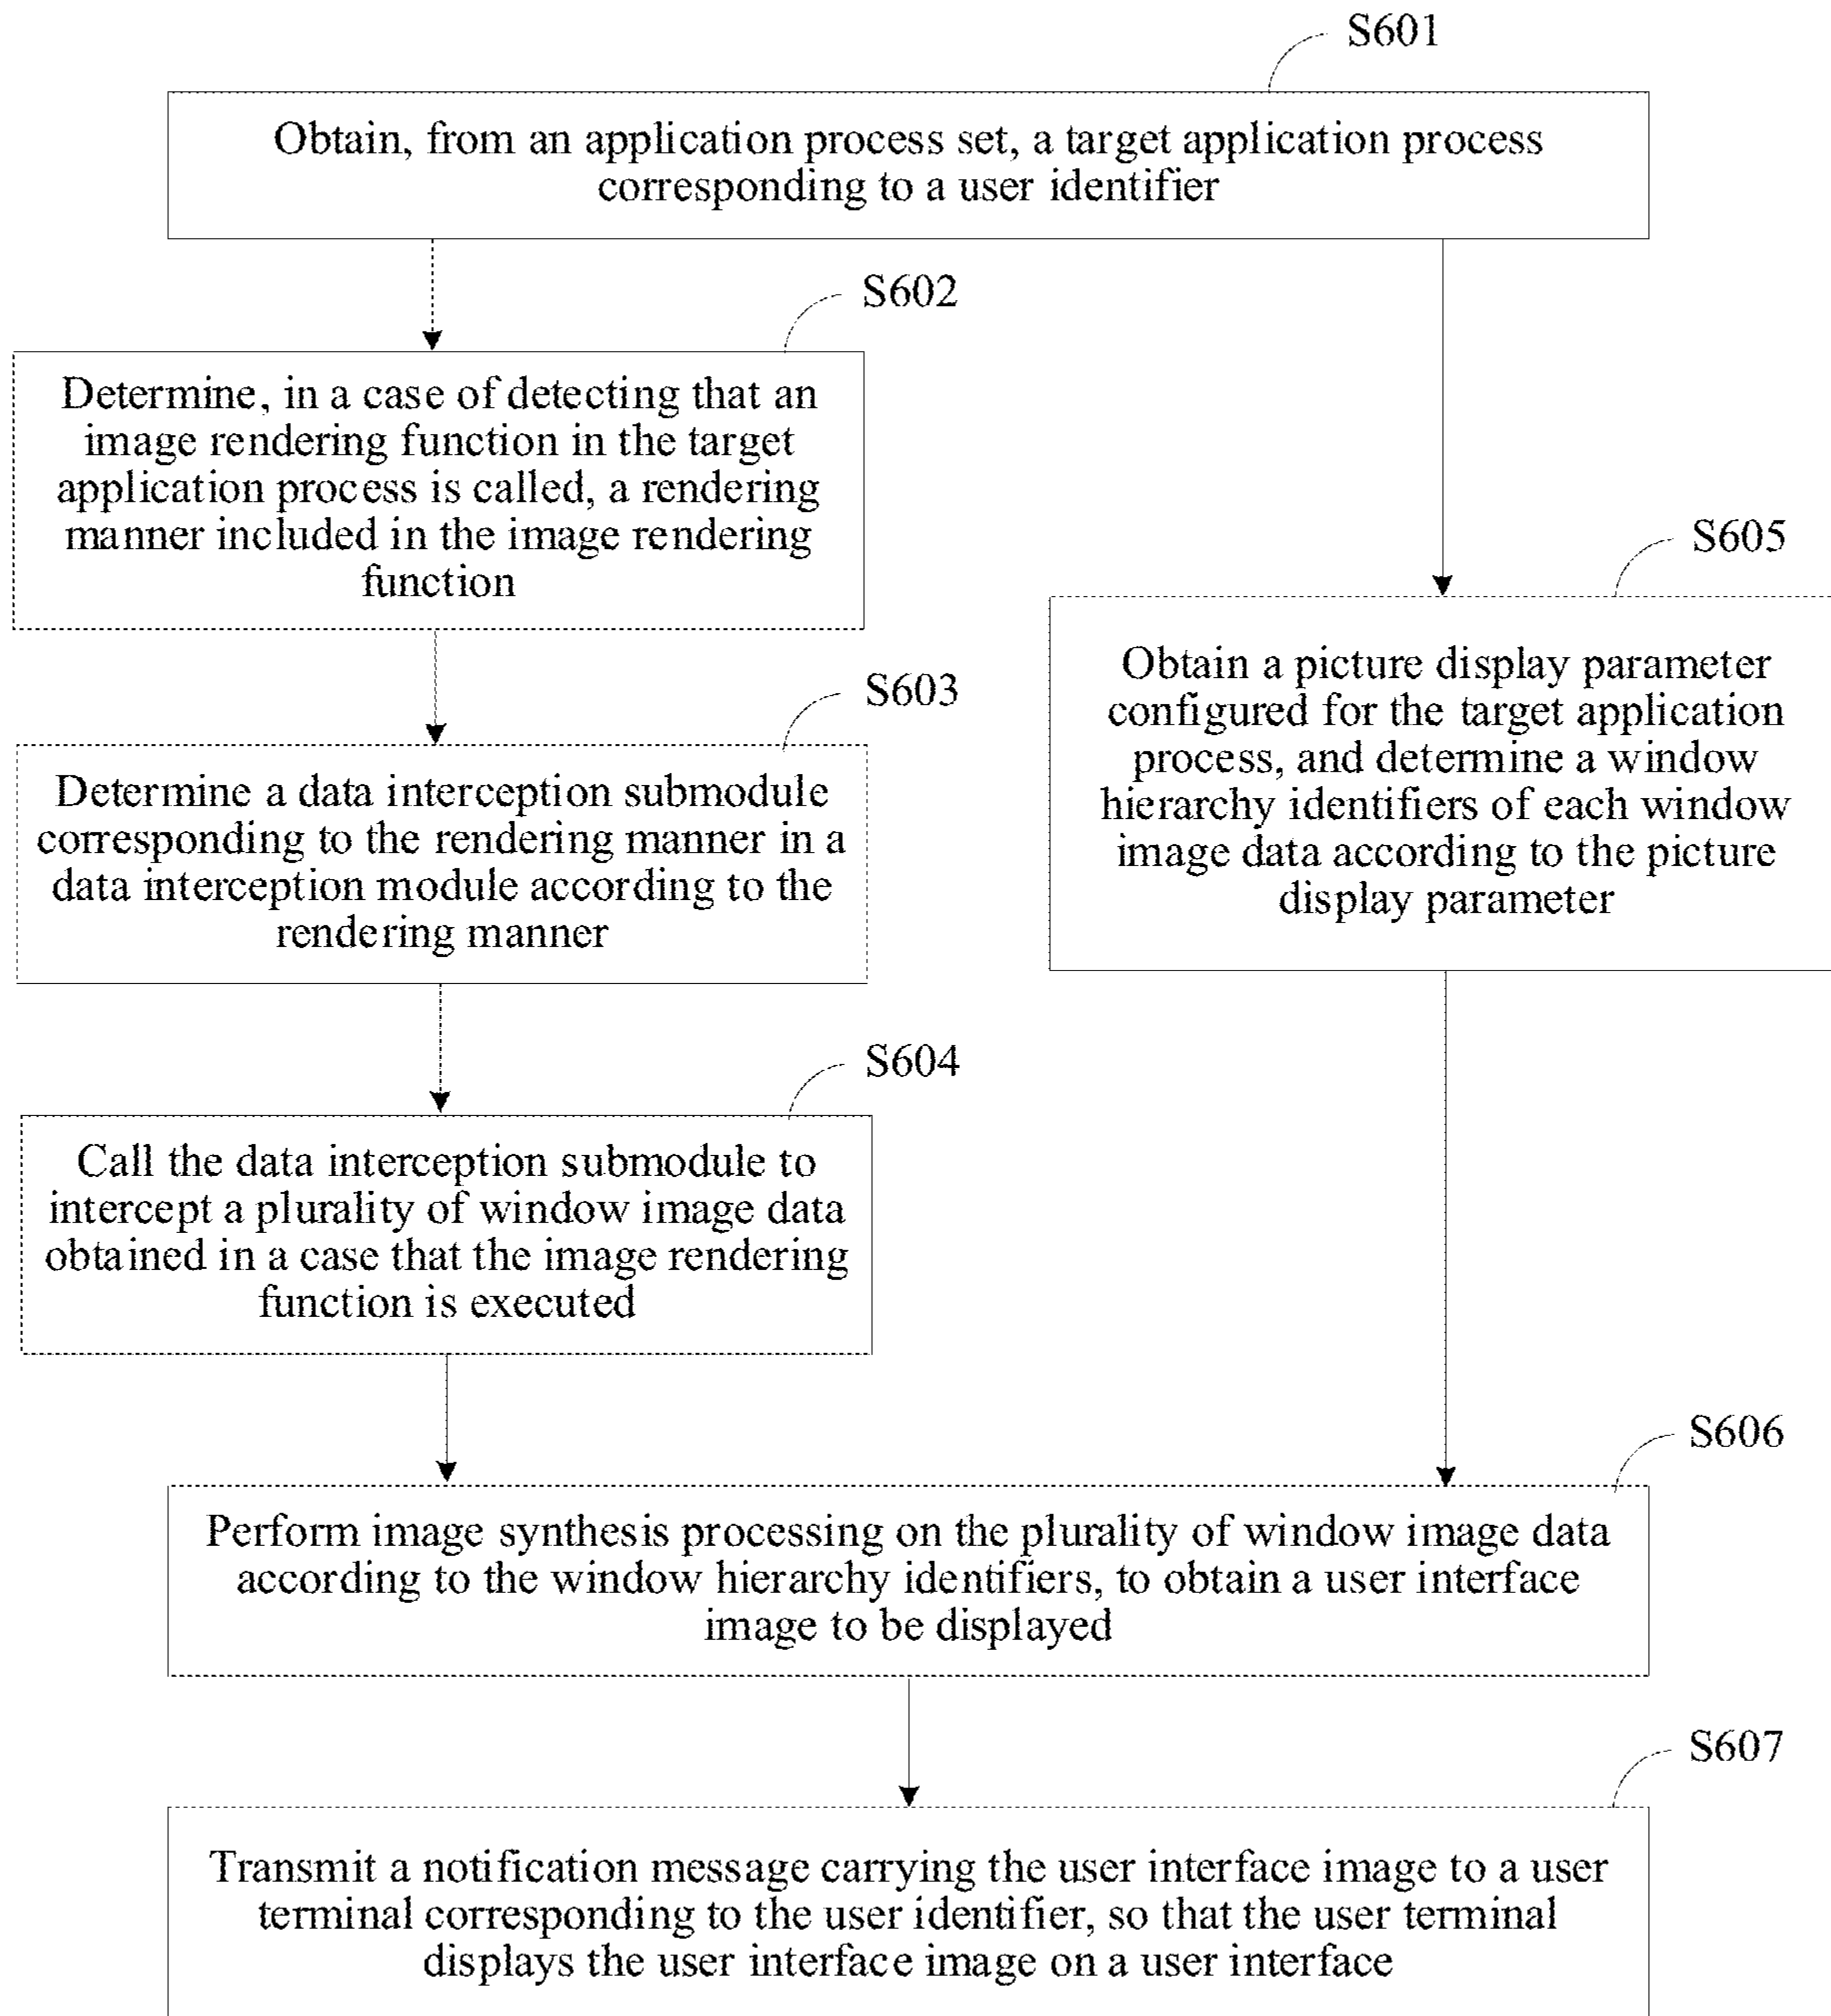 S601
Obtain, from an application process set, a target application process
corresponding to a user identifier
S602
Determine, in a case of detecting that an
image rendering function in the target
application process is called, a rendering
manner included in the image rendering
function
S603
Determine a data interception submodule
corresponding to the rendering manner in a
data interception module according to the
rendering manner
S604
Call the data interception submodule to
intercept a plurality of window image data
obtained in a case that the image rendering
function is executed
S605
Obtain a picture display parameter
configured for the target application
process, and determine a window
hierarchy identifiers of each window
image data according to the picture
display parameter
S606
Perform image synthesis processing on the plurality of window image data
according to the window hierarchy identifiers, to obtain a user interface
image to be displayed
S607
Transmit a notification message carrying the user interface image to a user
terminal corresponding to the user identifier, so that the user terminal
displays the user interface image on a user interface